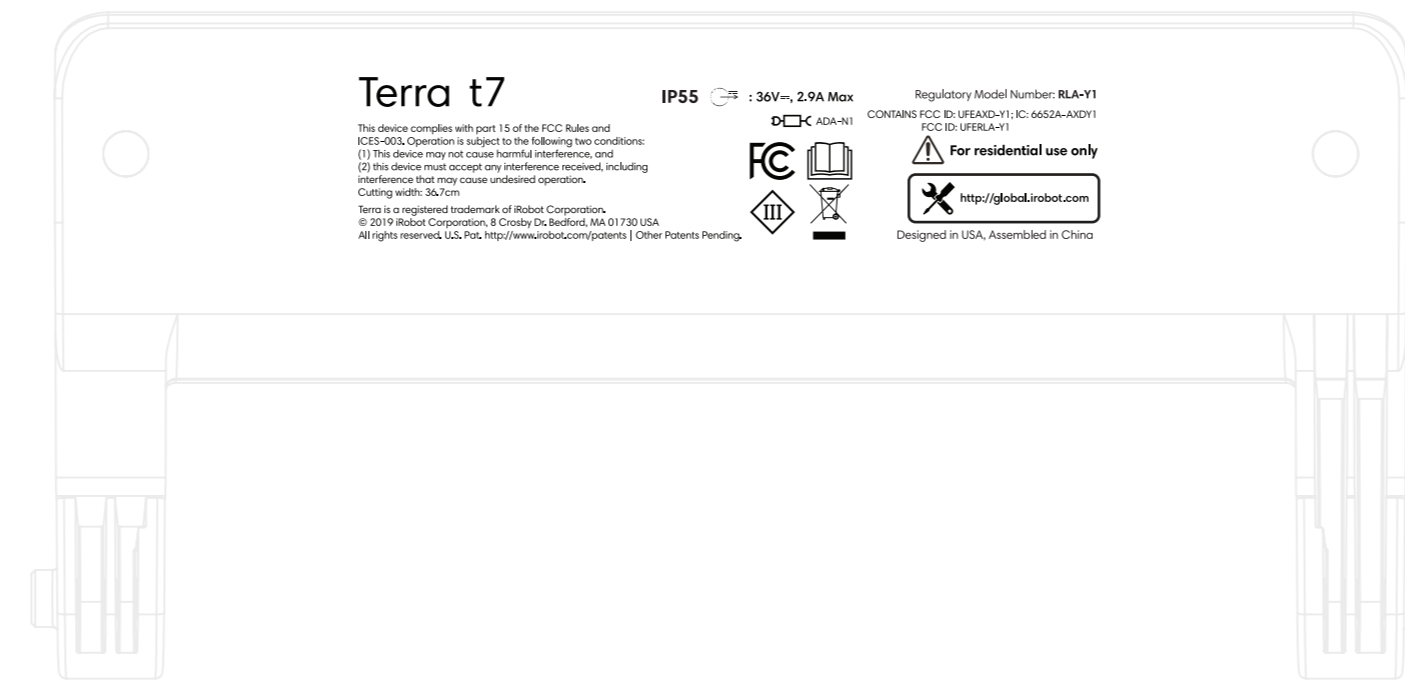 Terra t7
This device complies with part 15 of the FCC Rules and
ICES-003. Operation is subject to the following two conditions:
(1) This device may not cause harmful interference, and
(2) this device must accept any interference received, including
interference that may cause undesired operation.
Cutting width: 36.7cm
Terra is a registered trademark of iRobot Corporation.
© 2019 iRobot Corporation, 8 Crosby Dr. Bedford, MA 01730 USA
All rights reserved. U.S. Pat. http://www.irobot.com/patents | Other Patents Pending.
IP55 : 36V⎓, 2.9A Max
ADA-N1
FC
III
Regulatory Model Number: RLA-Y1
CONTAINS FCC ID: UFEAXD-Y1; IC: 6652A-AXDY1
FCC ID: UFERLA-Y1
For residential use only
http://global.irobot.com
Designed in USA, Assembled in China